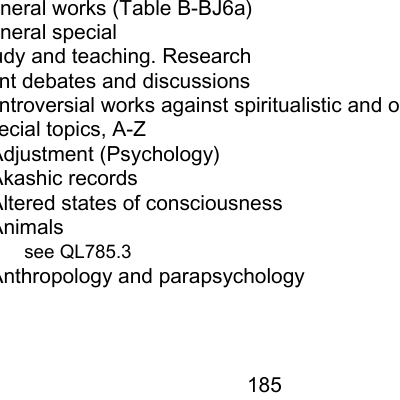 neral works (Table B-BJ6a)
neral special
udy and teaching. Research
nt debates and discussions
ntroversial works against spiritualistic and o
ecial topics, A-Z
Adjustment (Psychology)
Akashic records
Altered states of consciousness
Animals
see QL785.3
Anthropology and parapsychology
185